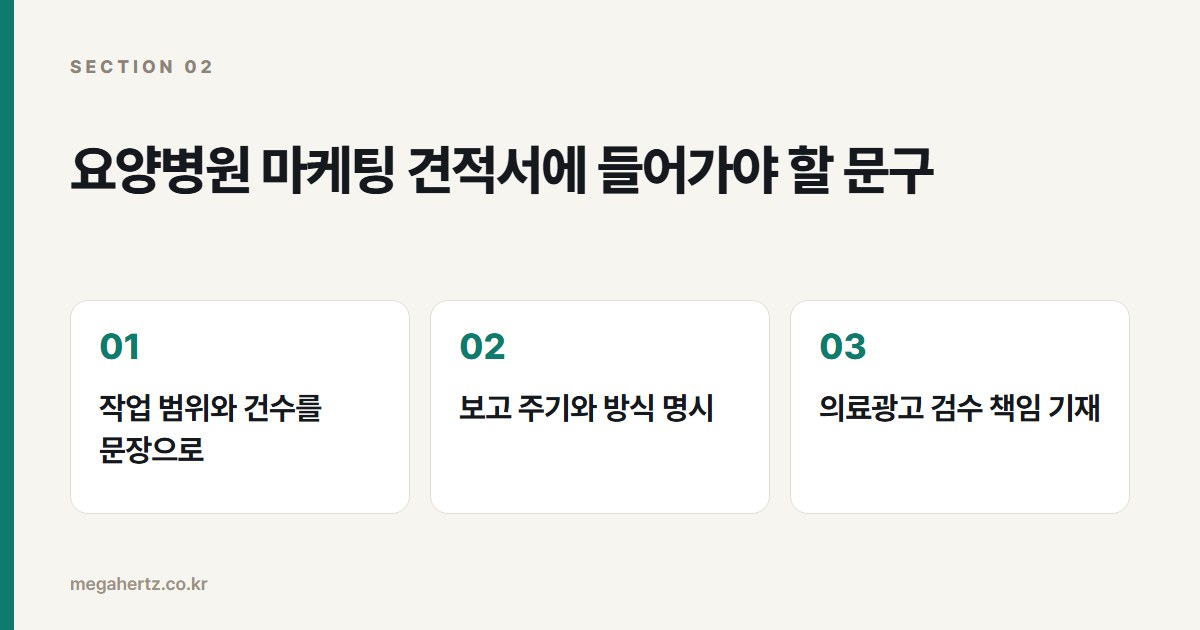 SECTION 02
요양병원 마케팅 견적서에 들어가야 할 문구
01
작업 범위와 건수를
문장으로
02
보고 주기와 방식 명시
03
의료광고 검수 책임 기재
megahertz.co.kr